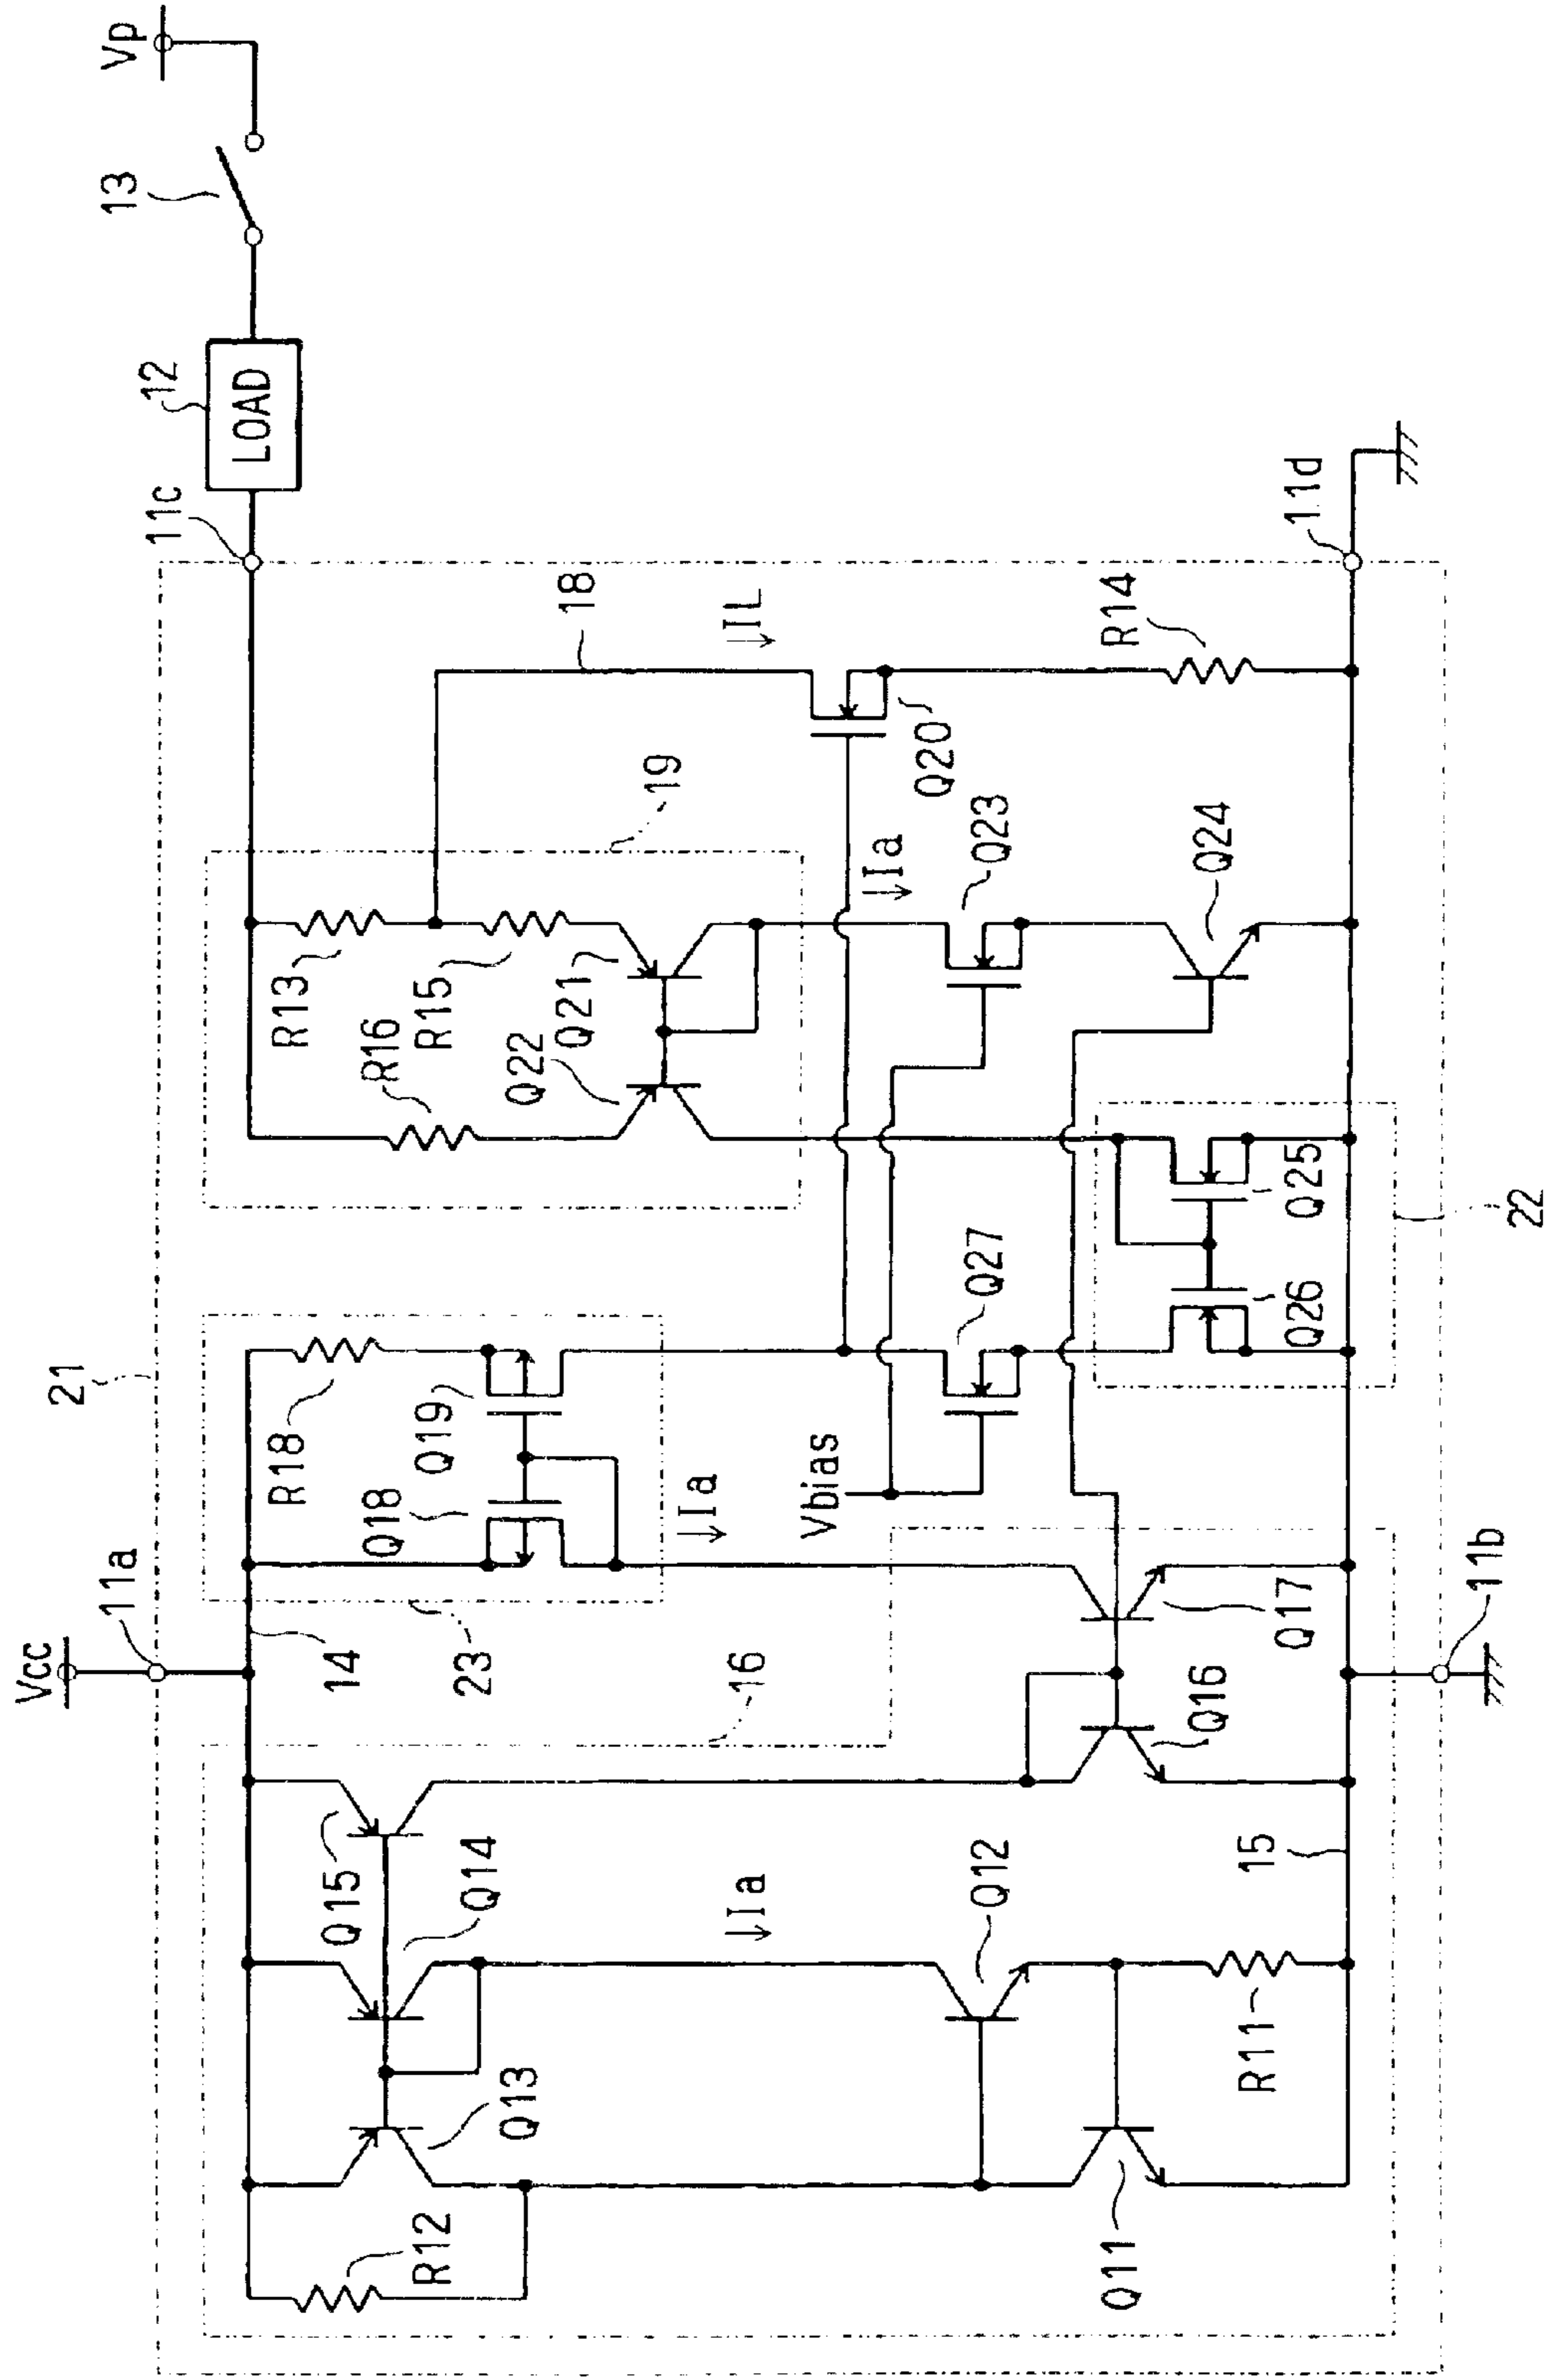 Vcc
Vp
11a
21
13
12
LOAD
11c
14
23
R18
Q18
Q19
↓Ia
16
Q15
Q14
Q13
R12
↓Ia
Q12
Q11
R11
15
Q16
Q17
11b
Vbias
Q27
Q26
Q25
22
R16
R13
R15
Q22
Q21
19
18
↓IL
↓Ia
Q20
Q23
Q24
R14
11d